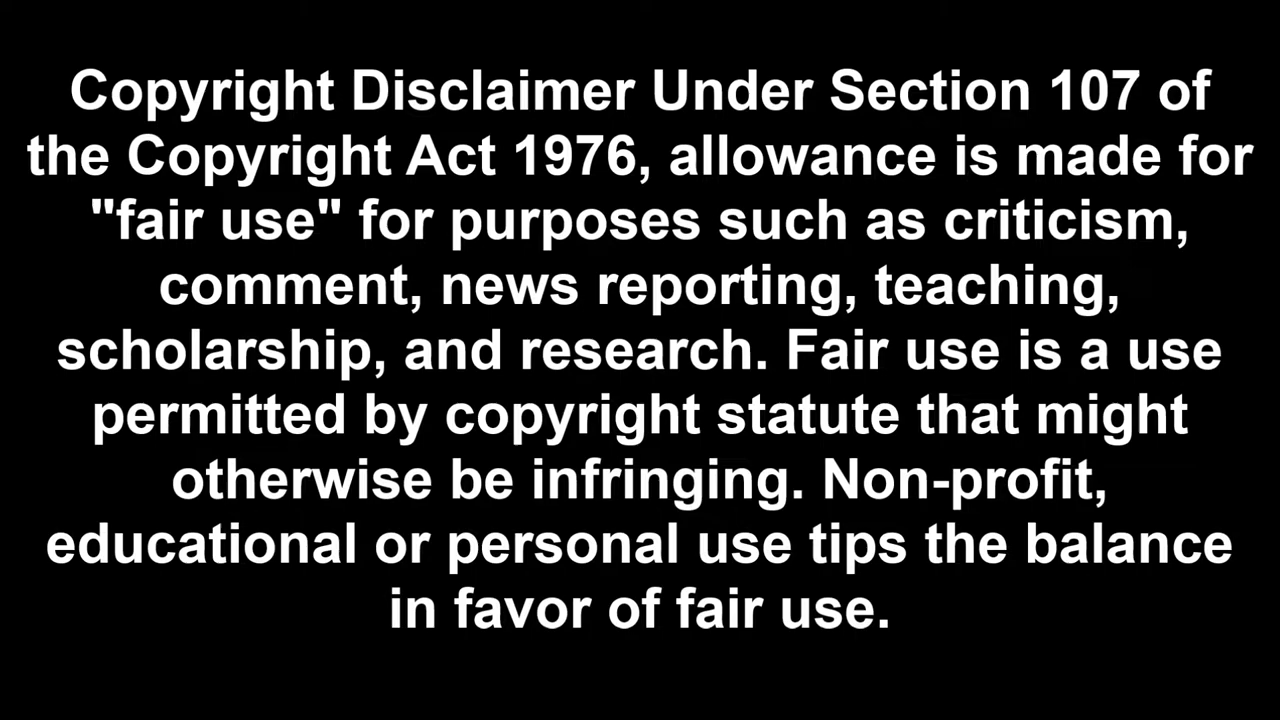 Copyright Disclaimer Under Section 107 of
the Copyright Act 1976, allowance is made for
"fair use" for purposes such as criticism,
comment, news reporting, teaching,
scholarship, and research. Fair use is a use
permitted by copyright statute that might
otherwise be infringing. Non-profit,
educational or personal use tips the balance
in favor of fair use.